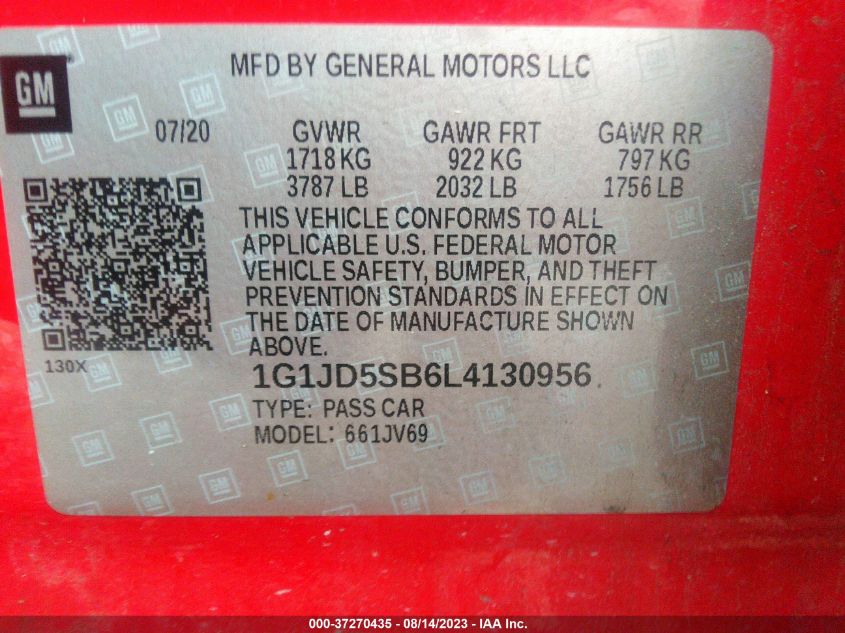 GM
MFD BY GENERAL MOTORS LLC
07/20 GVWR GAWR FRT GAWR RR
1718 KG 922 KG 797 KG
3787 LB 2032 LB 1756 LB
THIS VEHICLE CONFORMS TO ALL
APPLICABLE U.S. FEDERAL MOTOR
VEHICLE SAFETY, BUMPER, AND THEFT
PREVENTION STANDARDS IN EFFECT ON
THE DATE OF MANUFACTURE SHOWN
ABOVE.
130X
1G1JD5SB6L4130956
TYPE: PASS CAR
MODEL: 661JV69
000-37270435 - 08/14/2023 - IAA Inc.